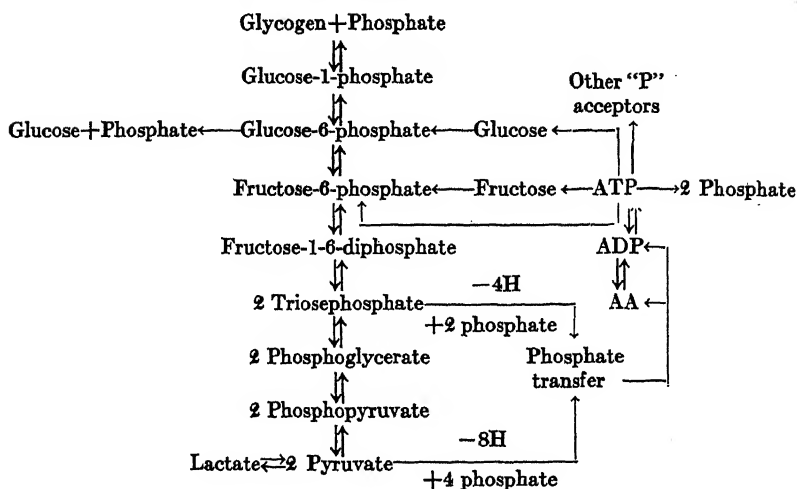 Glycogen+Phosphate
Glucose-1-phosphate
Other "P"
acceptors
Glucose+Phosphate Glucose-6-phosphate Glucose
Fructose-6-phosphate Fructose ATP 2 Phosphate
Fructose-1-6-diphosphate ADP
-4H
2 Triosephosphate AA
+2 phosphate
2 Phosphoglycerate Phosphate
transfer
2 Phosphopyruvate
-8H
Lactate 2 Pyruvate
+4 phosphate